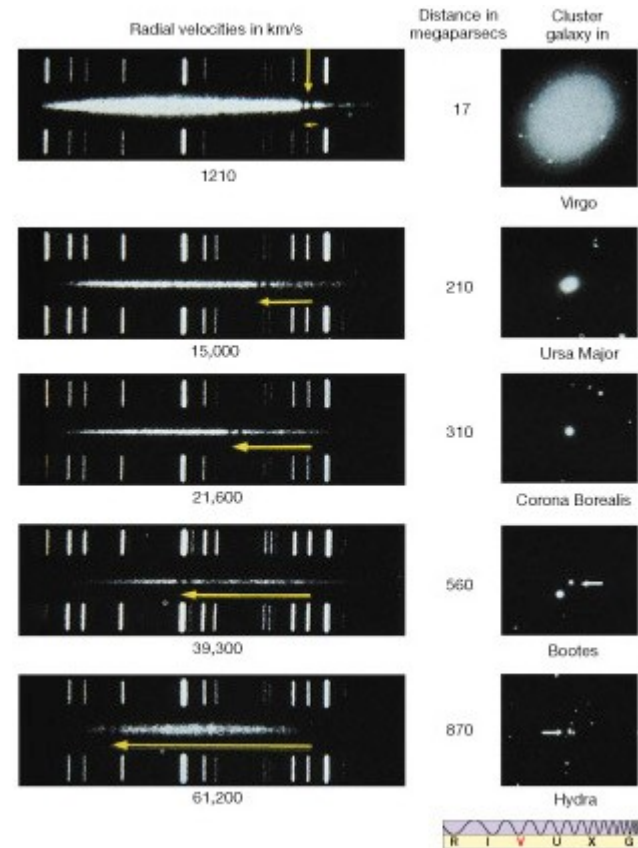 Radial velocities in km/s
Distance in
megaparsecs
Cluster
galaxy in
1210
17
Virgo
15,000
210
Ursa Major
21,600
310
Corona Borealis
39,300
560
Bootes
61,200
870
Hydra
R I V U X G